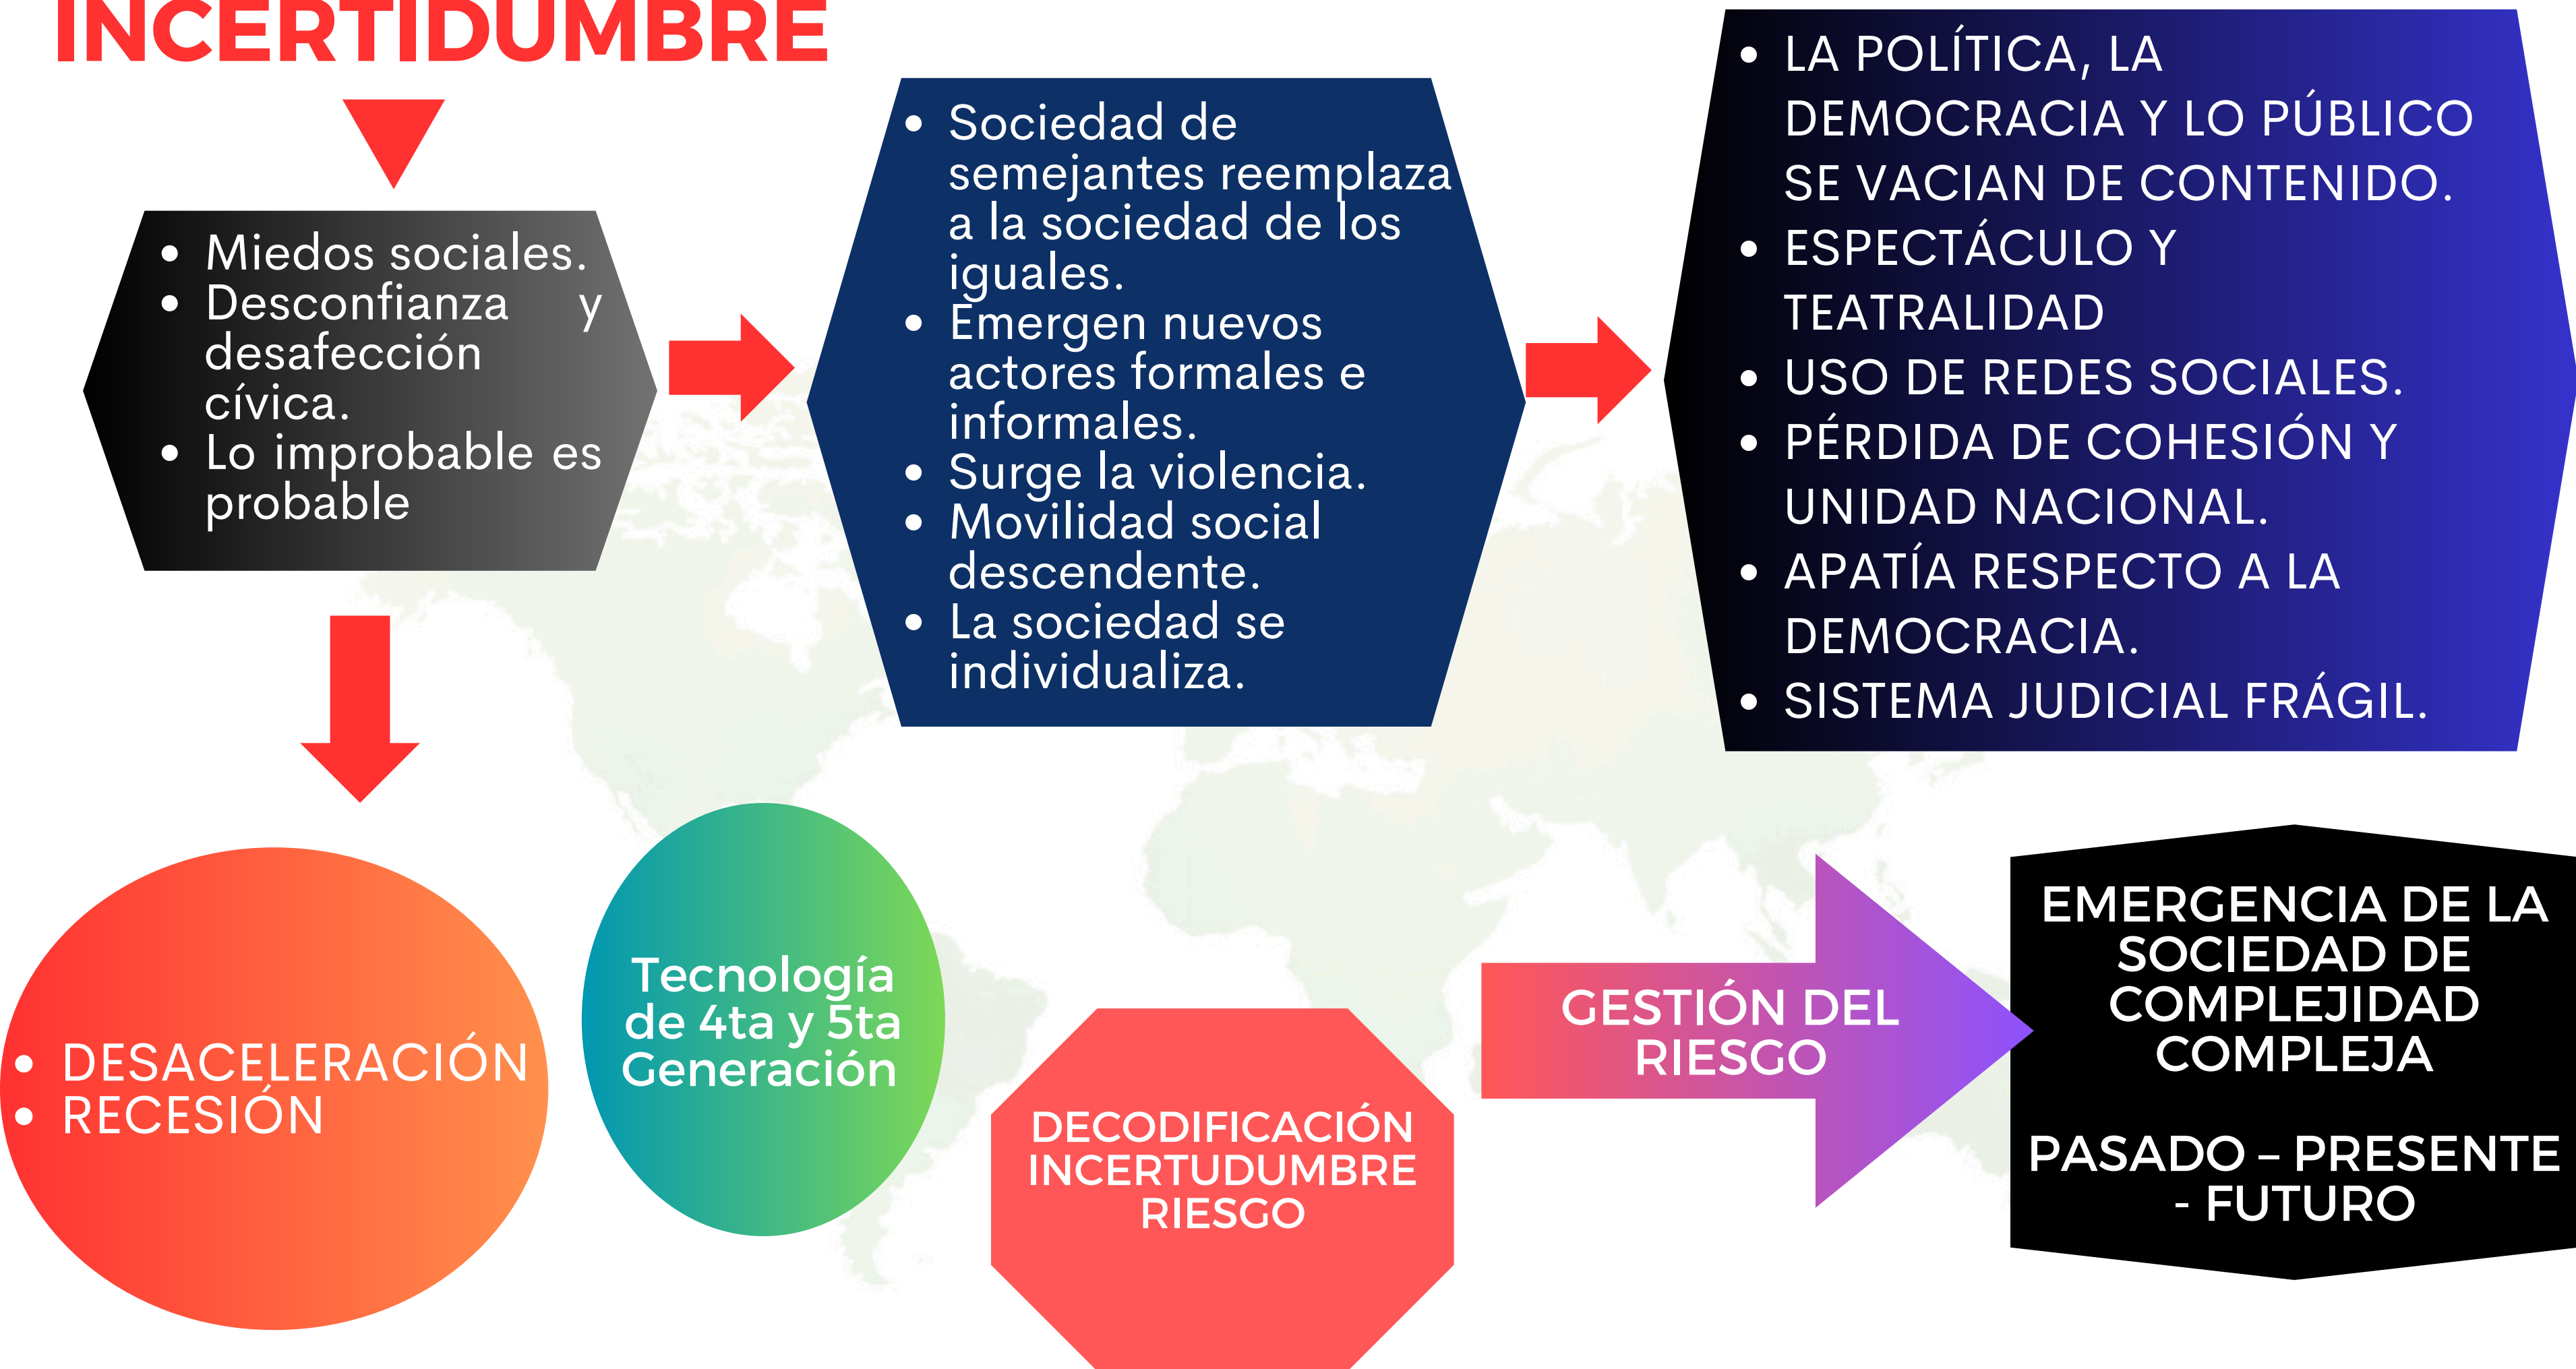 INCERTIDUMBRE
• Miedos sociales.
• Desconfianza y
desafección
cívica.
• Lo improbable es
probable
• Sociedad de
semejantes reemplaza
a la sociedad de los
iguales.
• Emergen nuevos
actores formales e
informales.
• Surge la violencia.
• Movilidad social
descendente.
• La sociedad se
individualiza.
• LA POLÍTICA, LA
DEMOCRACIA Y LO PÚBLICO
SE VACIAN DE CONTENIDO.
• ESPECTÁCULO Y
TEATRALIDAD
• USO DE REDES SOCIALES.
• PÉRDIDA DE COHESIÓN Y
UNIDAD NACIONAL.
• APATÍA RESPECTO A LA
DEMOCRACIA.
• SISTEMA JUDICIAL FRÁGIL.
• DESACELERACIÓN
• RECESIÓN
Tecnología
de 4ta y 5ta
Generación
DECODIFICACIÓN
INCERTUDUMBRE
RIESGO
GESTIÓN DEL
RIESGO
EMERGENCIA DE LA
SOCIEDAD DE
COMPLEJIDAD
COMPLEJA
PASADO – PRESENTE
- FUTURO